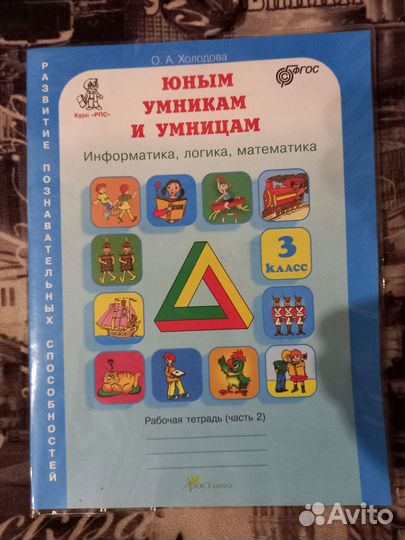 О. А. Холодова
Курс «РПС»
ФГОС
ЮНЫМ
УМНИКАМ
И УМНИЦАМ
Информатика, логика, математика
РАЗВИТИЕ ПОЗНАВАТЕЛЬНЫХ СПОСОБНОСТЕЙ
3
КЛАСС
Рабочая тетрадь (часть 2)
РОСТкнига
Avito